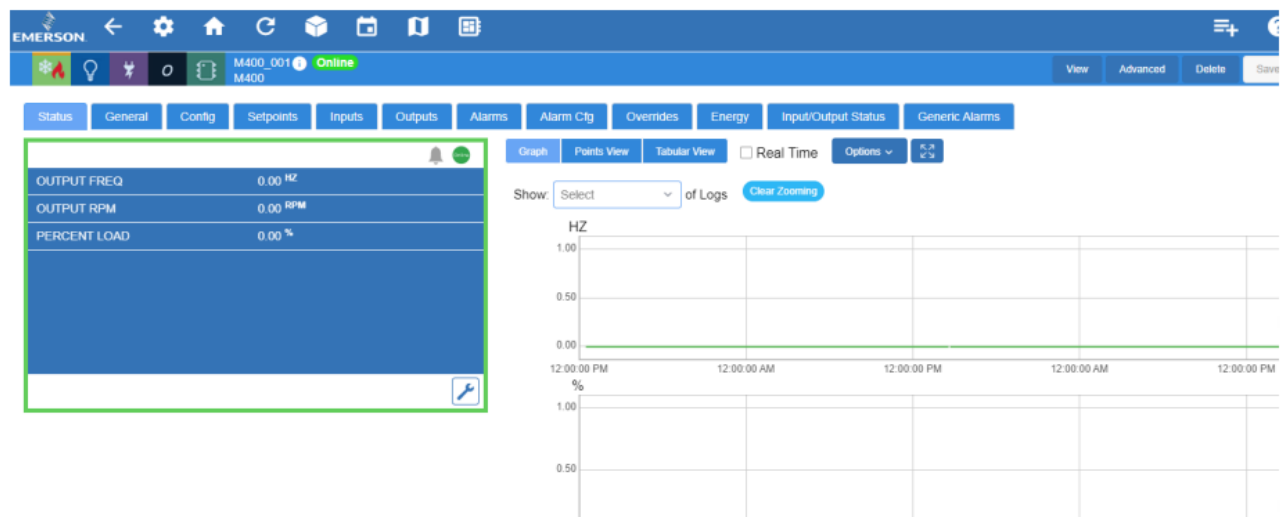 EMERSON
M400_001 i Online
M400
View Advanced Delete Save
Status General Config Setpoints Inputs Outputs Alarms Alarm Cfg Overrides Energy Input/Output Status Generic Alarms
Online
OUTPUT FREQ 0.00 HZ
OUTPUT RPM 0.00 RPM
PERCENT LOAD 0.00 %
Graph Points View Tabular View Real Time Options
Show: Select of Logs Clear Zooming
HZ
1.00
0.50
0.00
12:00:00 PM 12:00:00 AM 12:00:00 PM 12:00:00 AM 12:00:00 PM
%
1.00
0.50